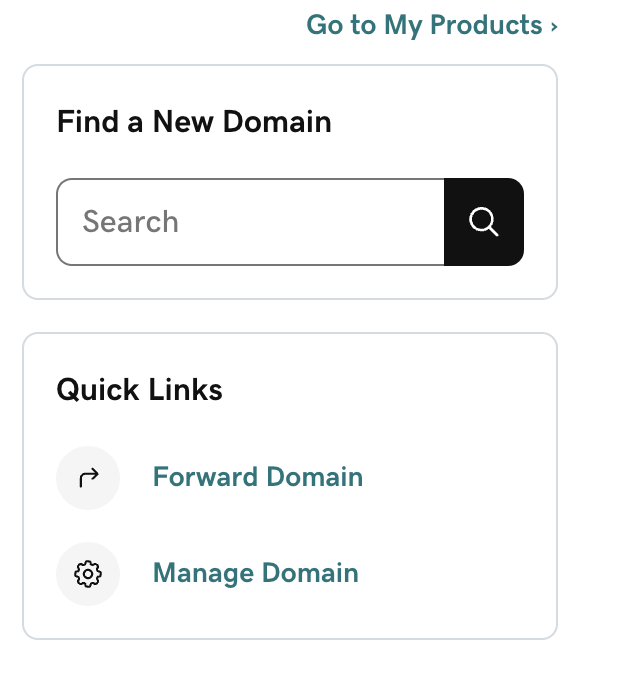 Go to My Products ›
Find a New Domain
Search
Quick Links
Forward Domain
Manage Domain